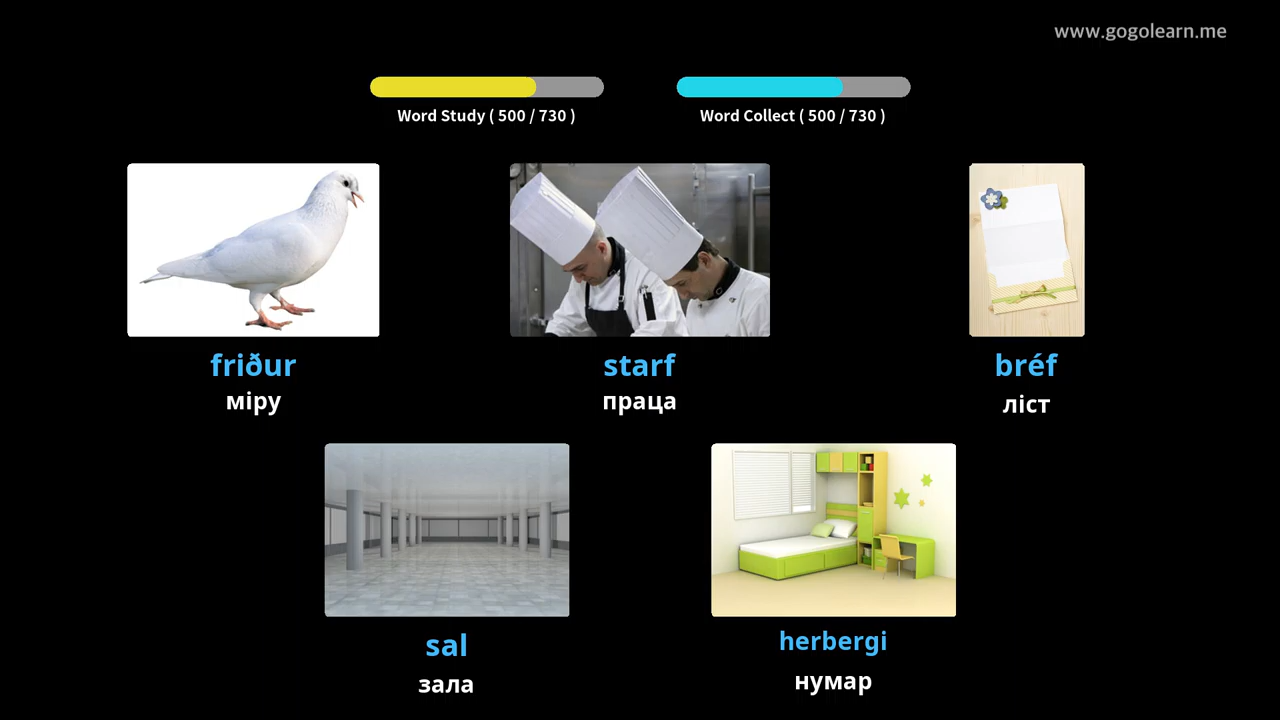 www.gogolearn.me
Word Study ( 500 / 730 )
Word Collect ( 500 / 730 )
friður
міру
starf
праца
bréf
ліст
sal
зала
herbergi
нумар